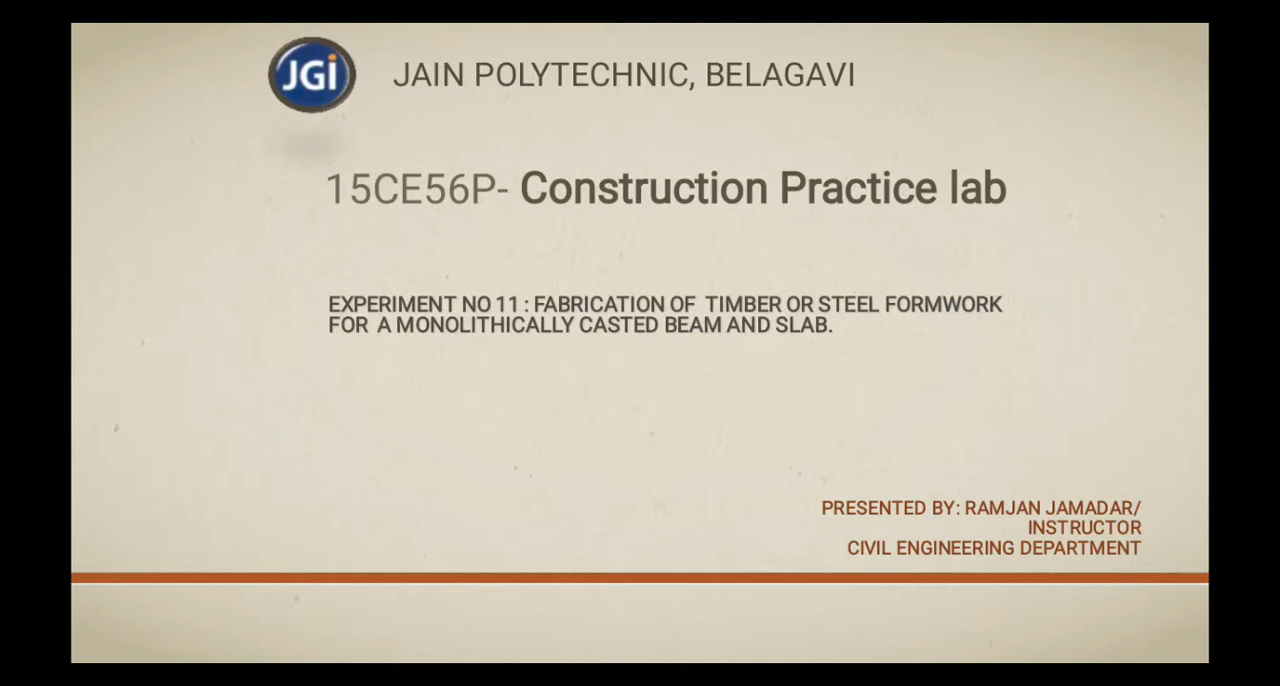 JGi
JAIN POLYTECHNIC, BELAGAVI
15CE56P- Construction Practice lab
EXPERIMENT NO 11 : FABRICATION OF TIMBER OR STEEL FORMWORK
FOR A MONOLITHICALLY CASTED BEAM AND SLAB.
PRESENTED BY: RAMJAN JAMADAR/
INSTRUCTOR
CIVIL ENGINEERING DEPARTMENT